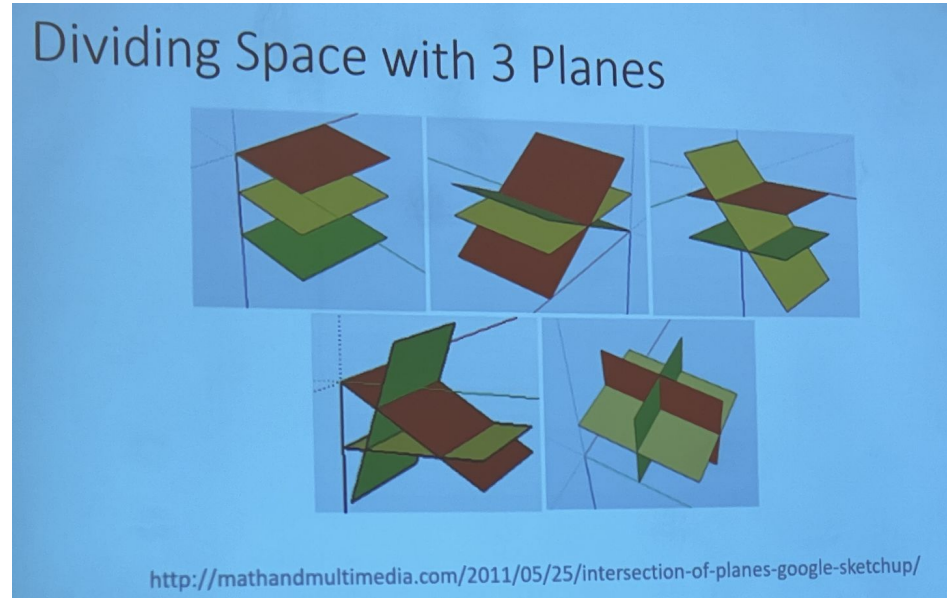 Dividing Space with 3 Planes
http://mathandmultimedia.com/2011/05/25/intersection-of-planes-google-sketchup/